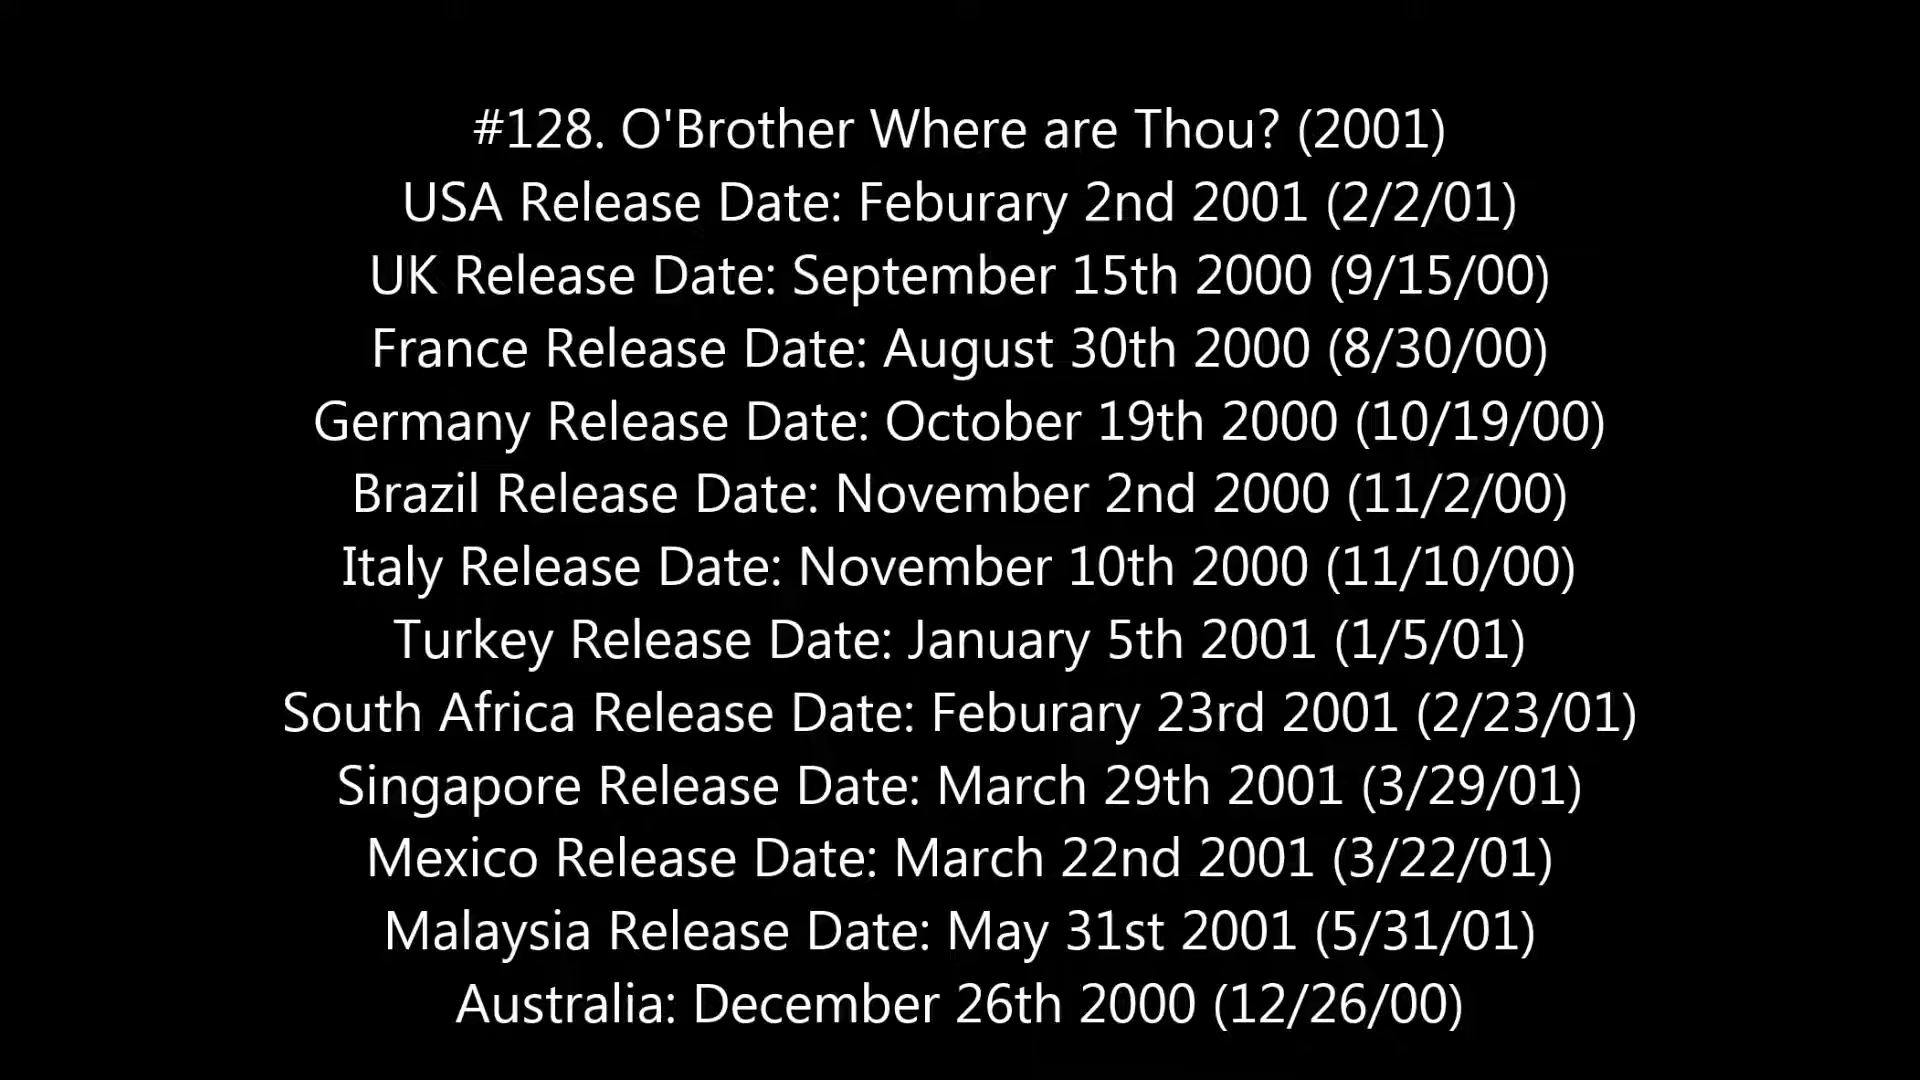 #128. O'Brother Where are Thou? (2001)
USA Release Date: Feburary 2nd 2001 (2/2/01)
UK Release Date: September 15th 2000 (9/15/00)
France Release Date: August 30th 2000 (8/30/00)
Germany Release Date: October 19th 2000 (10/19/00)
Brazil Release Date: November 2nd 2000 (11/2/00)
Italy Release Date: November 10th 2000 (11/10/00)
Turkey Release Date: January 5th 2001 (1/5/01)
South Africa Release Date: Feburary 23rd 2001 (2/23/01)
Singapore Release Date: March 29th 2001 (3/29/01)
Mexico Release Date: March 22nd 2001 (3/22/01)
Malaysia Release Date: May 31st 2001 (5/31/01)
Australia: December 26th 2000 (12/26/00)